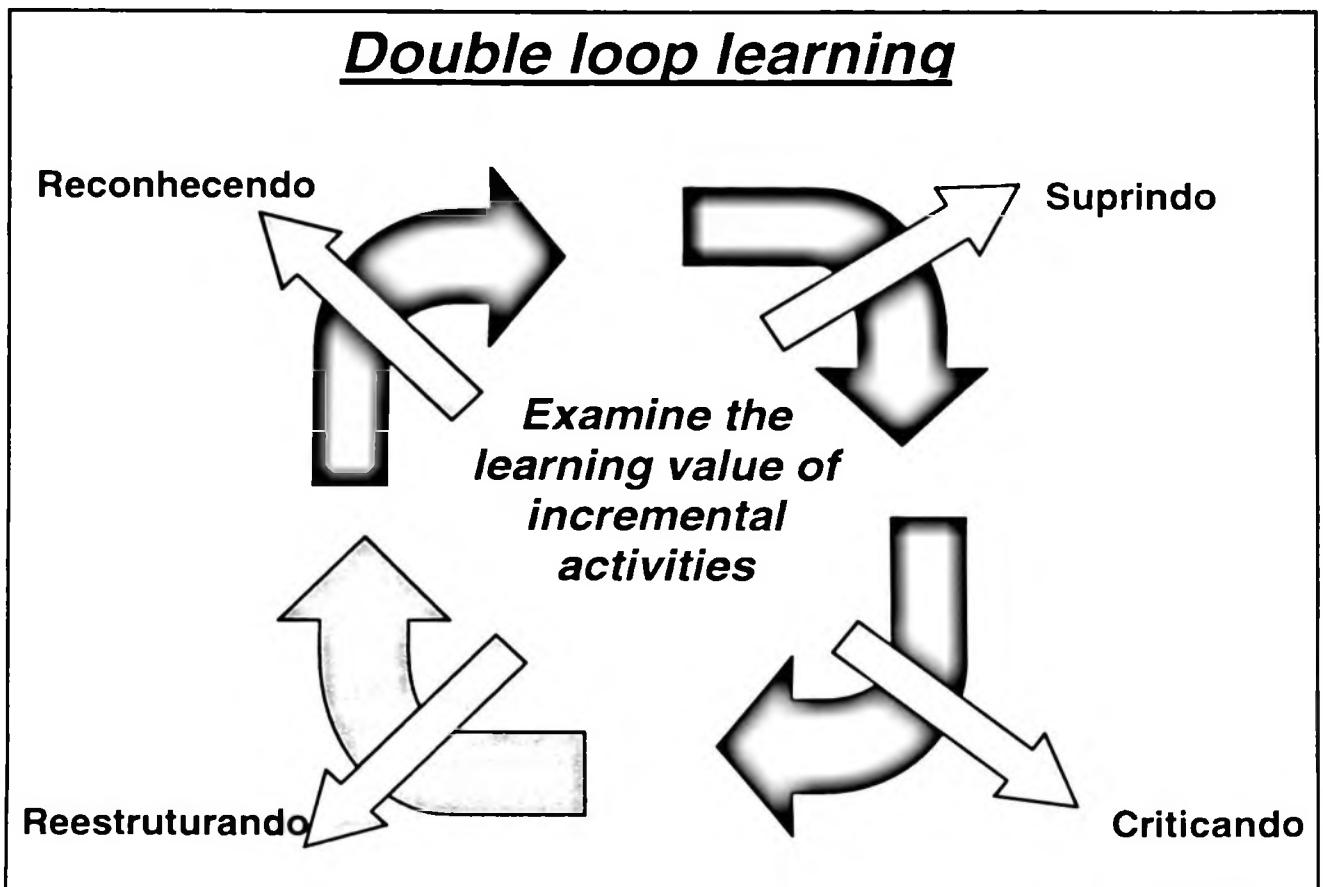 Double loop learning
Reconhecendo
Suprindo
Examine the
learning value of
incremental
activities
Reestruturando
Criticando